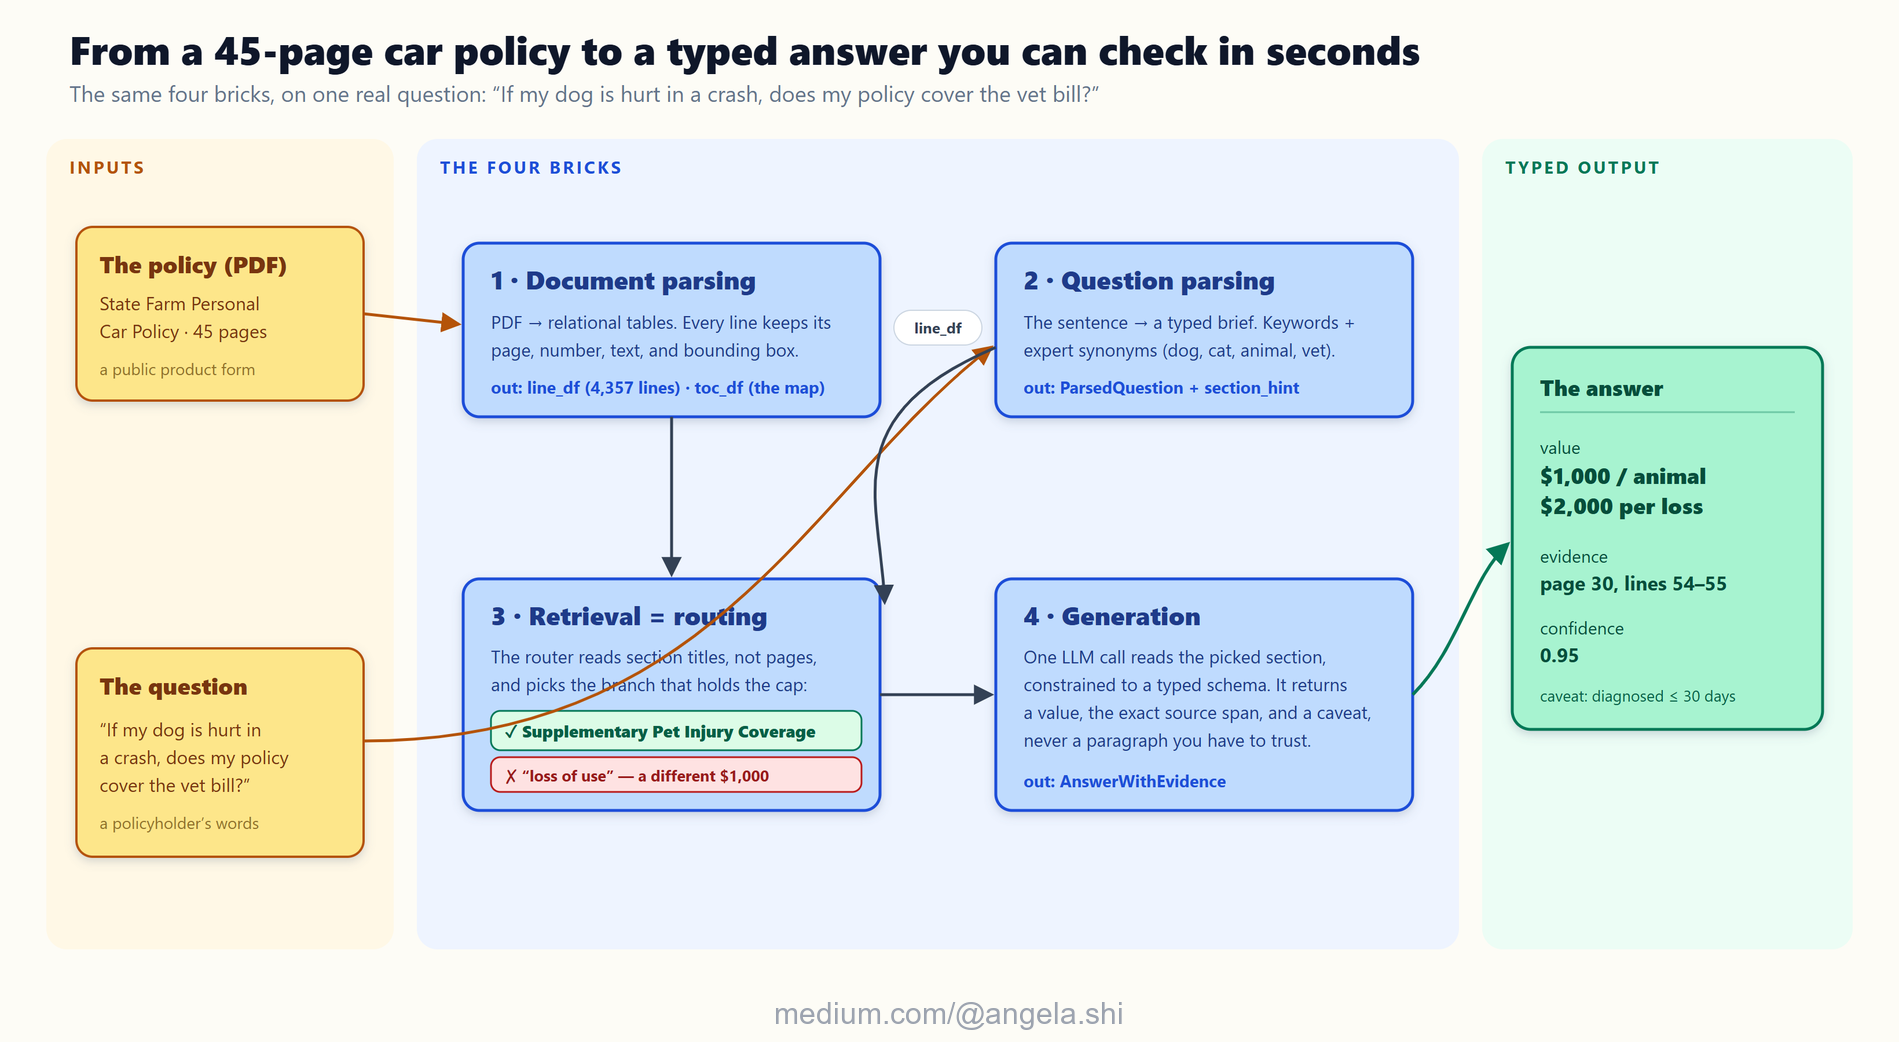 From a 45-page car policy to a typed answer you can check in seconds
The same four bricks, on one real question: “If my dog is hurt in a crash, does my policy cover the vet bill?”
INPUTS
The policy (PDF)
State Farm Personal
Car Policy · 45 pages
a public product form
The question
“If my dog is hurt in
a crash, does my policy
cover the vet bill?”
a policyholder’s words
THE FOUR BRICKS
1 · Document parsing
PDF → relational tables. Every line keeps its
page, number, text, and bounding box.
out: line_df (4,357 lines) · toc_df (the map)
line_df
2 · Question parsing
The sentence → a typed brief. Keywords +
expert synonyms (dog, cat, animal, vet).
out: ParsedQuestion + section_hint
3 · Retrieval = routing
The router reads section titles, not pages,
and picks the branch that holds the cap:
✓ Supplementary Pet Injury Coverage
✗ “loss of use” — a different $1,000
4 · Generation
One LLM call reads the picked section,
constrained to a typed schema. It returns
a value, the exact source span, and a caveat,
never a paragraph you have to trust.
out: AnswerWithEvidence
TYPED OUTPUT
The answer
value
$1,000 / animal
$2,000 per loss
evidence
page 30, lines 54–55
confidence
0.95
caveat: diagnosed ≤ 30 days
medium.com/@angela.shi